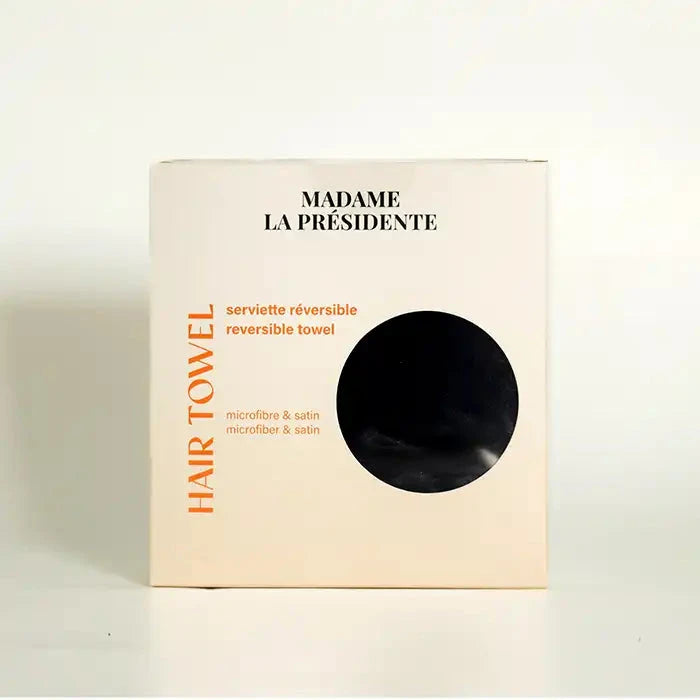 MADAME
LA PRÉSIDENTE
HAIR TOWEL
serviette réversible
reversible towel
microfibre & satin
microfiber & satin